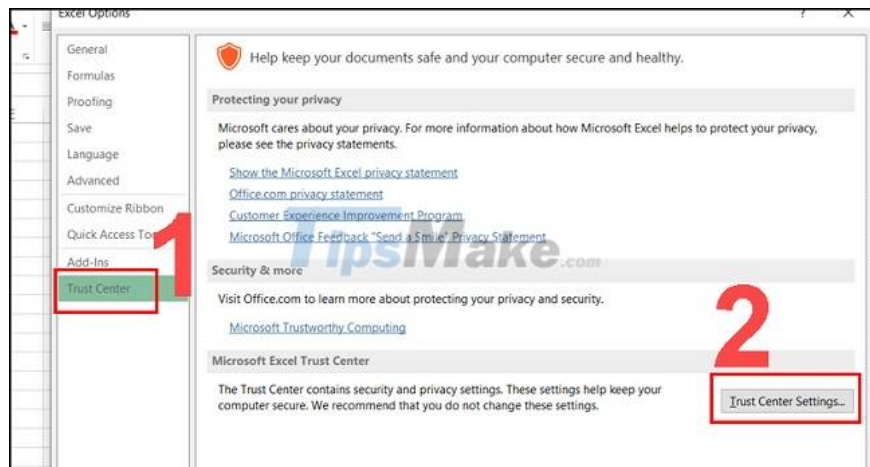 Excel Options
? X
General
Formulas
Proofing
Save
Language
Advanced
Customize Ribbon
Quick Access Too
Add-Ins
Trust Center
1
Help keep your documents safe and your computer secure and healthy.
Protecting your privacy
Microsoft cares about your privacy. For more information about how Microsoft Excel helps to protect your privacy,
please see the privacy statements.
Show the Microsoft Excel privacy statement
Office.com privacy statement
Customer Experience Improvement Program
Microsoft Office Feedback "Send a Smile" Privacy Statement
TipsMake.com
Security & more
Visit Office.com to learn more about protecting your privacy and security.
Microsoft Trustworthy Computing
2
Microsoft Excel Trust Center
The Trust Center contains security and privacy settings. These settings help keep your
computer secure. We recommend that you do not change these settings.
Trust Center Settings...